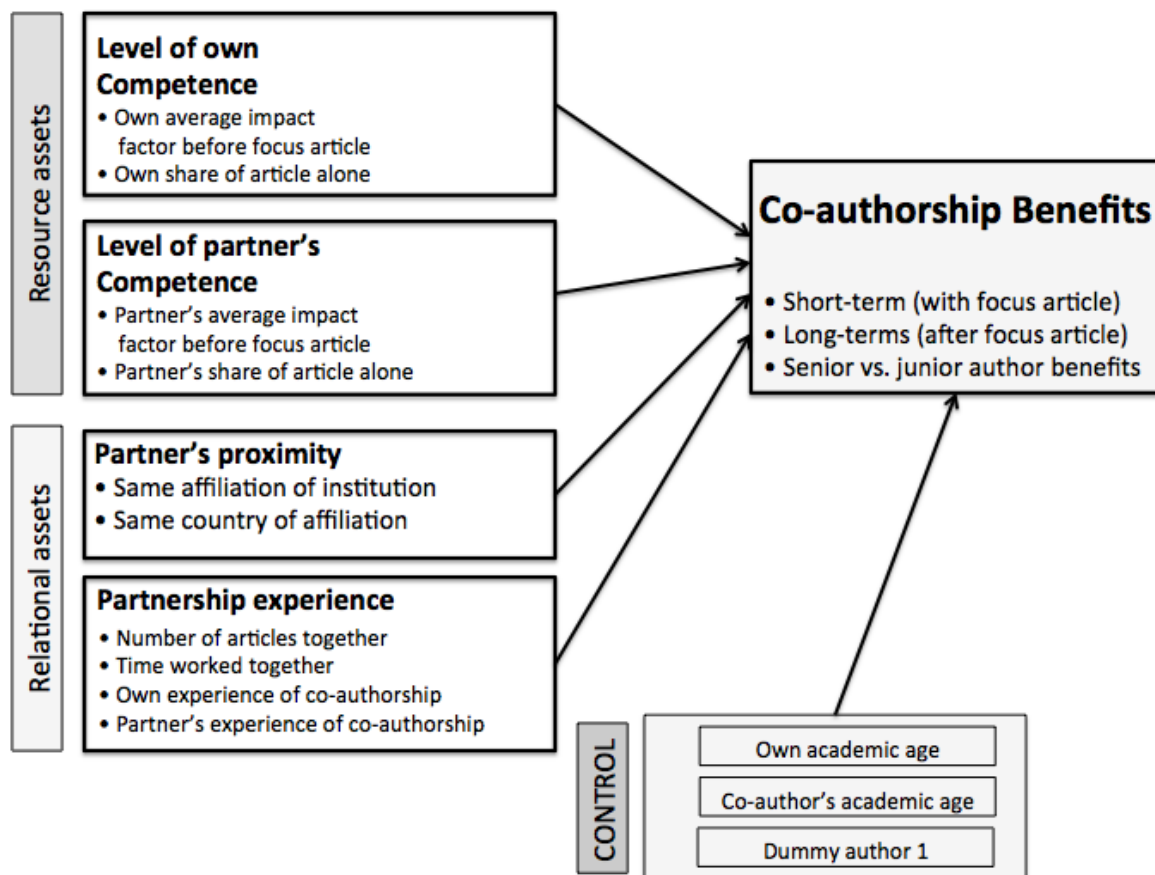 Resource assets
Level of own
Competence
• Own average impact
factor before focus article
• Own share of article alone
Level of partner's
Competence
• Partner's average impact
factor before focus article
• Partner's share of article alone
Relational assets
Partner's proximity
• Same affiliation of institution
• Same country of affiliation
Partnership experience
• Number of articles together
• Time worked together
• Own experience of co-authorship
• Partner's experience of co-authorship
Co-authorship Benefits
• Short-term (with focus article)
• Long-terms (after focus article)
• Senior vs. junior author benefits
CONTROL
Own academic age
Co-author's academic age
Dummy author 1